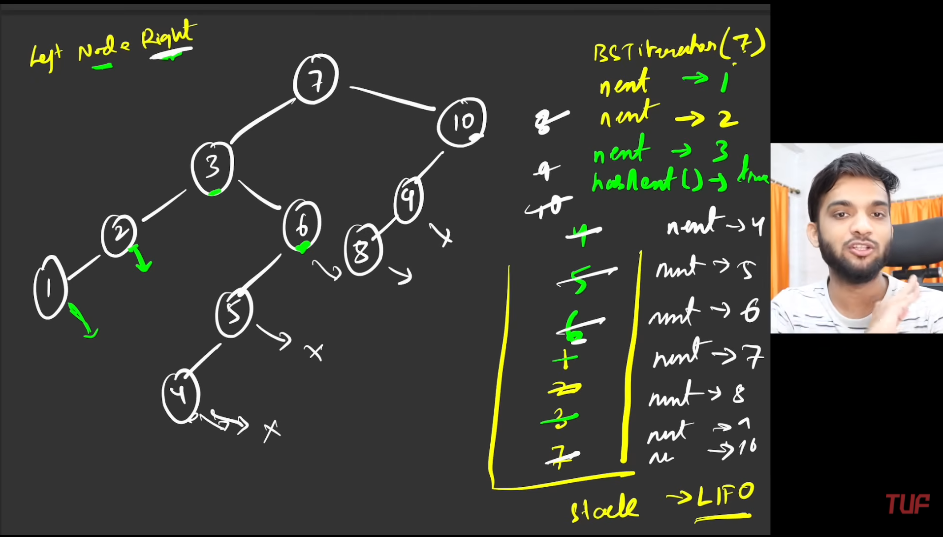 Left Node Right
7
3
10
2
6
9
1
8
5
4
x
x
x
BSTiterator(7)
next → 1
next → 2
next → 3
hasNext() → true
next → 4
next → 5
next → 6
next → 7
next → 8
next → 9
→ 10
8
9
10
4
5
6
1
2
3
7
stack → LIFO
TUF